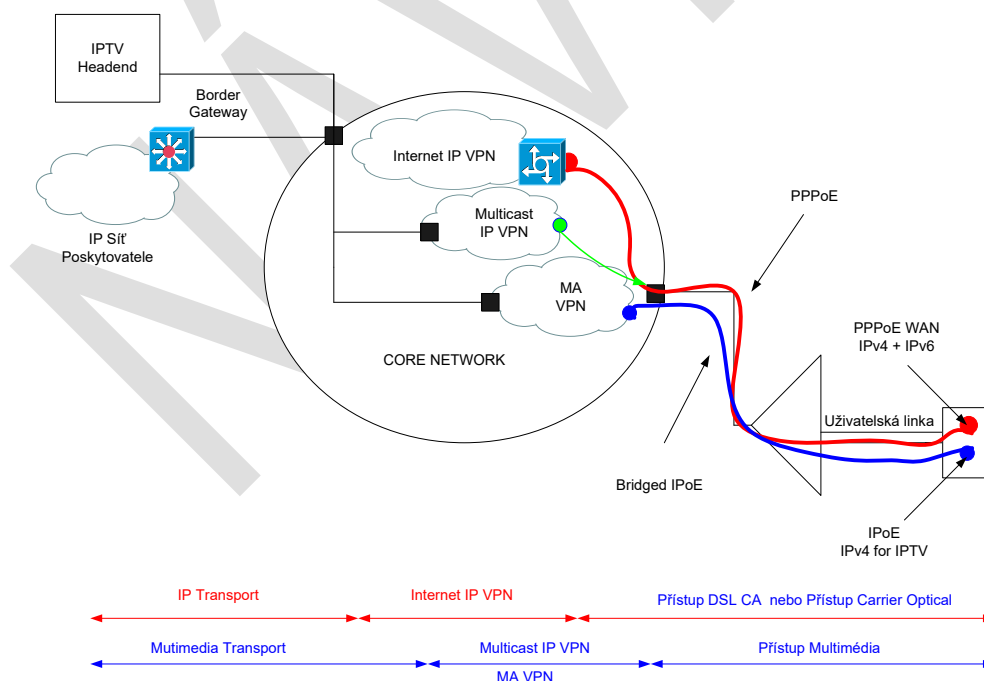 IPTV
Headend
Border
Gateway
IP Síť
Poskytovatele
Internet IP VPN
Multicast
IP VPN
MA
VPN
CORE NETWORK
PPPoE
PPPoE WAN
IPv4 + IPv6
Uživatelská linka
Bridged IPoE
IPoE
IPv4 for IPTV
IP Transport
Internet IP VPN
Přístup DSL CA nebo Přístup Carrier Optical
Mutimedia Transport
Multicast IP VPN
Přístup Multimédia
MA VPN